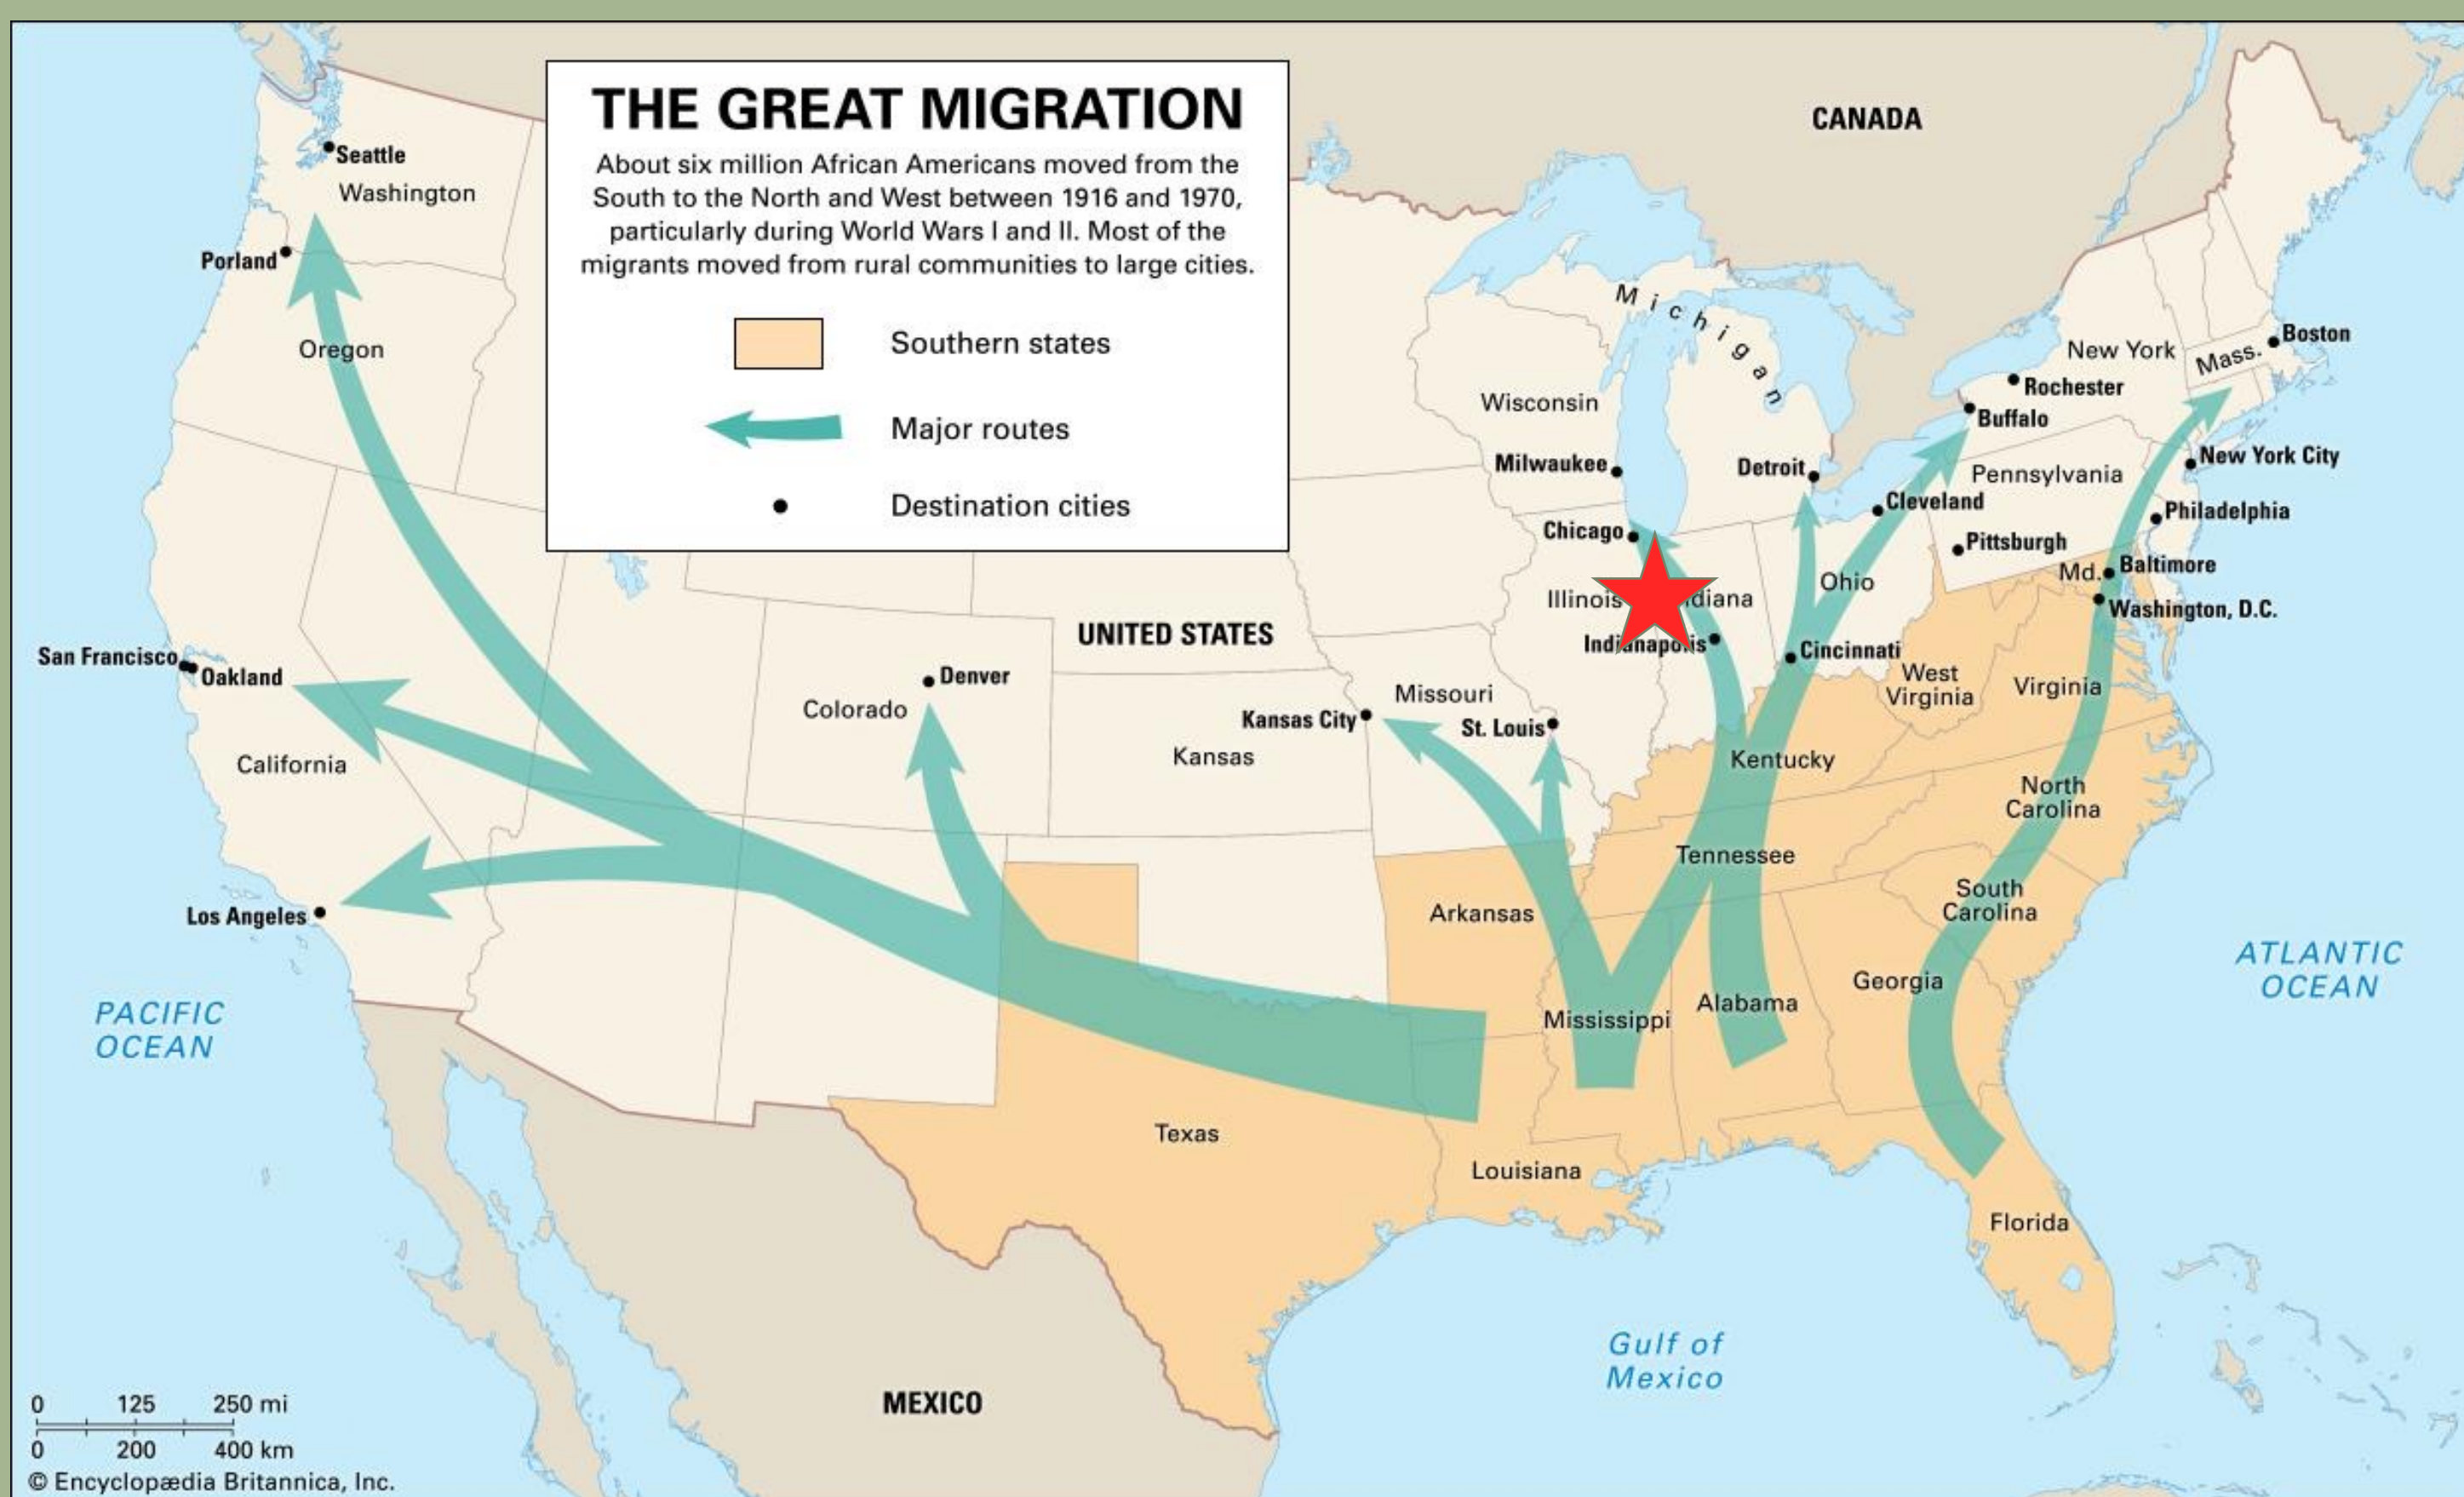 THE GREAT MIGRATION
About six million African Americans moved from the
South to the North and West between 1916 and 1970,
particularly during World Wars I and II. Most of the
migrants moved from rural communities to large cities.
Southern states
Major routes
Destination cities
CANADA
Seattle
Washington
Porland
Oregon
Michigan
Wisconsin
Milwaukee
Detroit
Chicago
New York
Mass.
Boston
Rochester
Buffalo
New York City
Pennsylvania
Cleveland
Philadelphia
Pittsburgh
Md.
Baltimore
Washington, D.C.
Ohio
Illinois
diana
Indianapolis
Cincinnati
West
Virginia
Virginia
UNITED STATES
San Francisco
Oakland
California
Denver
Colorado
Kansas City
Kansas
Missouri
St. Louis
Kentucky
North
Carolina
Tennessee
South
Carolina
Arkansas
Los Angeles
Georgia
Alabama
Mississippi
ATLANTIC
OCEAN
PACIFIC
OCEAN
Texas
Louisiana
Florida
Gulf of
Mexico
MEXICO
0 125 250 mi
0 200 400 km
© Encyclopædia Britannica, Inc.